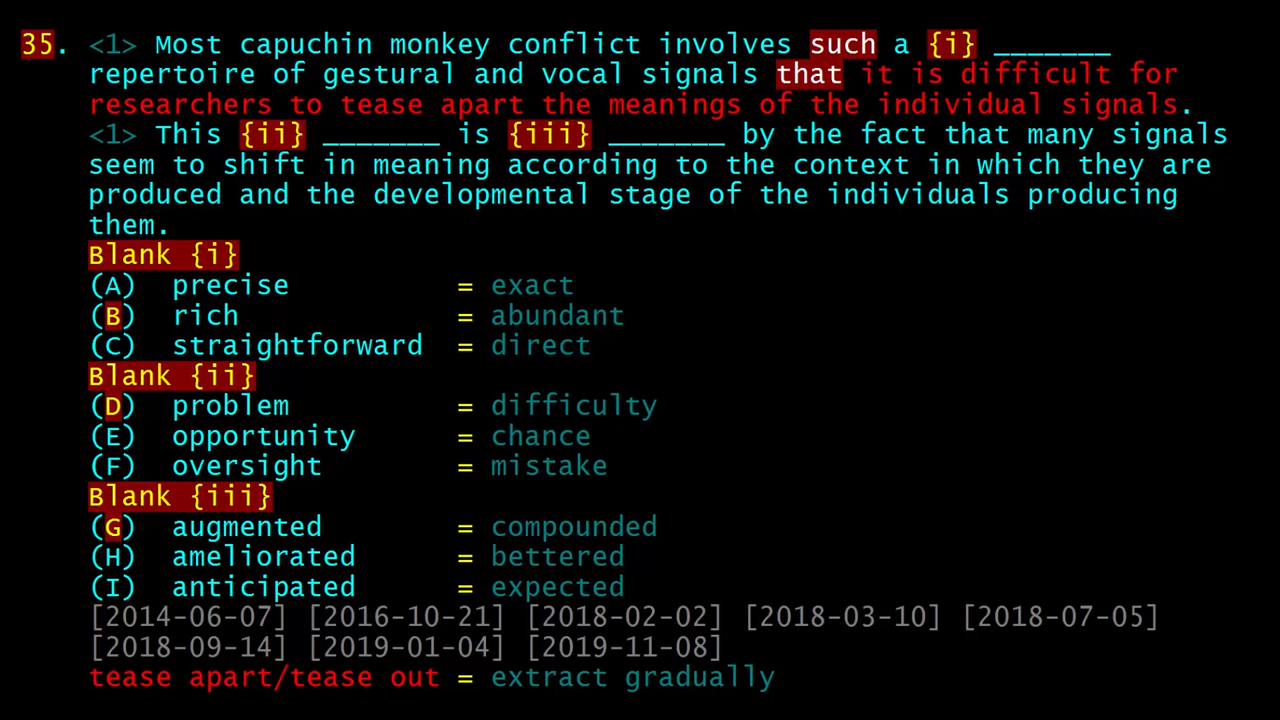 35. <1> Most capuchin monkey conflict involves such a {i} _______
repertoire of gestural and vocal signals that it is difficult for
researchers to tease apart the meanings of the individual signals.
<1> This {ii} _______ is {iii} _______ by the fact that many signals
seem to shift in meaning according to the context in which they are
produced and the developmental stage of the individuals producing
them.
Blank {i}
(A) precise = exact
(B) rich = abundant
(C) straightforward = direct
Blank {ii}
(D) problem = difficulty
(E) opportunity = chance
(F) oversight = mistake
Blank {iii}
(G) augmented = compounded
(H) ameliorated = bettered
(I) anticipated = expected
[2014-06-07] [2016-10-21] [2018-02-02] [2018-03-10] [2018-07-05]
[2018-09-14] [2019-01-04] [2019-11-08]
tease apart/tease out = extract gradually